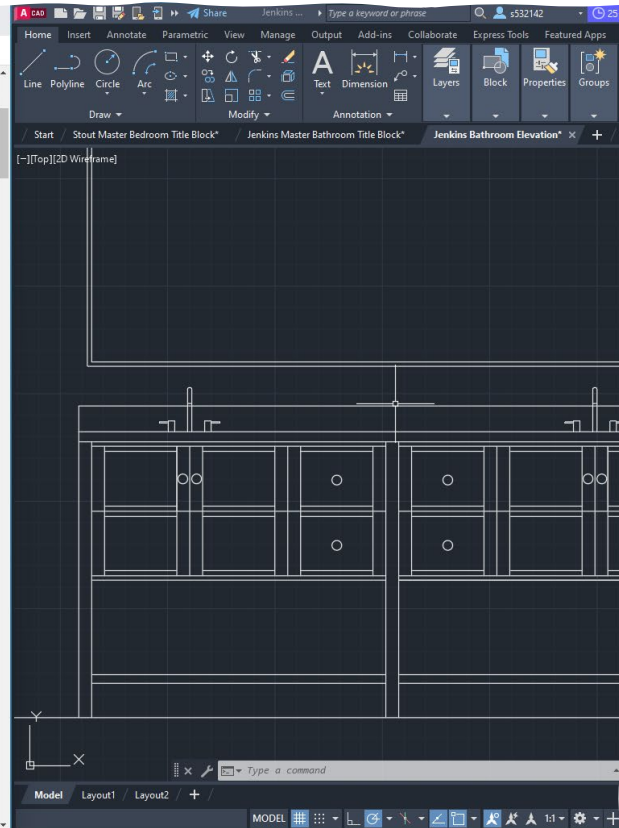 A CAD Share Jenkins ... Type a keyword or phrase s532142 25
Home Insert Annotate Parametric View Manage Output Add-ins Collaborate Express Tools Featured Apps
Line Polyline Circle Arc Text Dimension Layers Block Properties Groups
Draw Modify Annotation
Start Stout Master Bedroom Title Block* Jenkins Master Bathroom Title Block* Jenkins Bathroom Elevation*
[−][Top][2D Wireframe]
Y
X
Type a command
Model Layout1 Layout2
MODEL 1:1